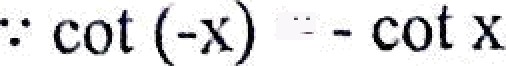 ∵ cot (-x) = - cot x